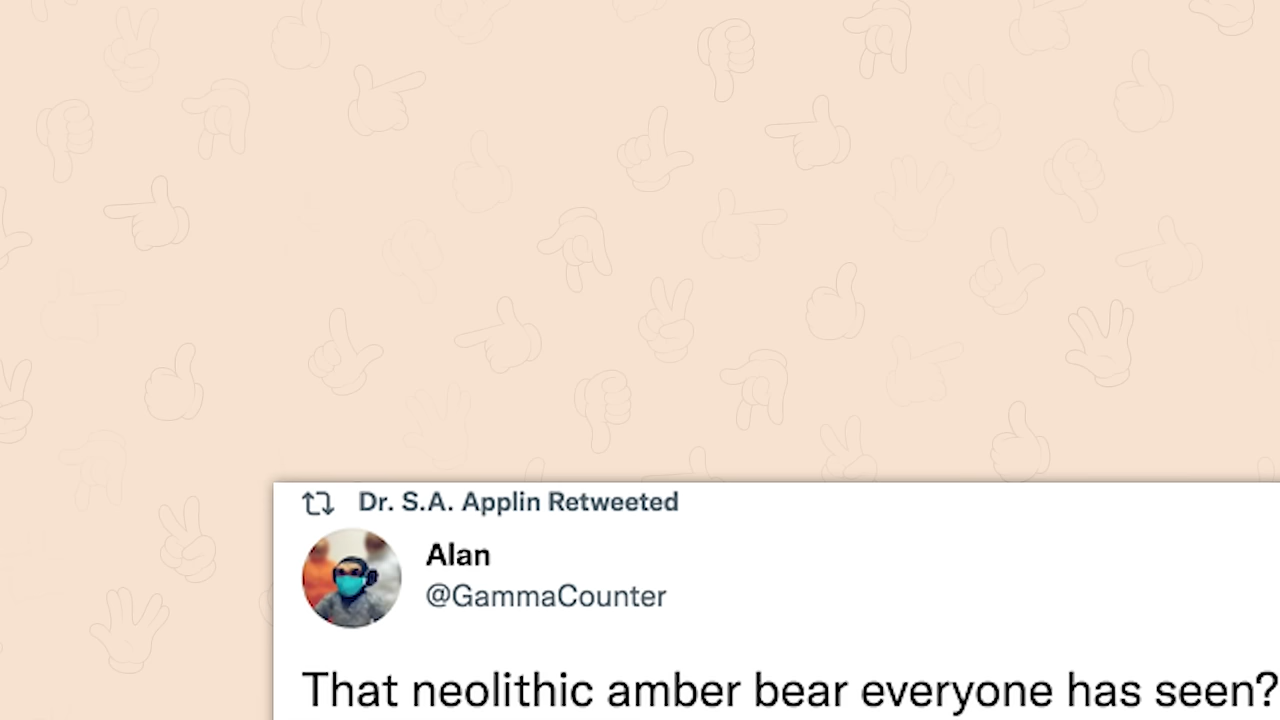 Dr. S.A. Applin Retweeted
Alan
@GammaCounter
That neolithic amber bear everyone has seen?